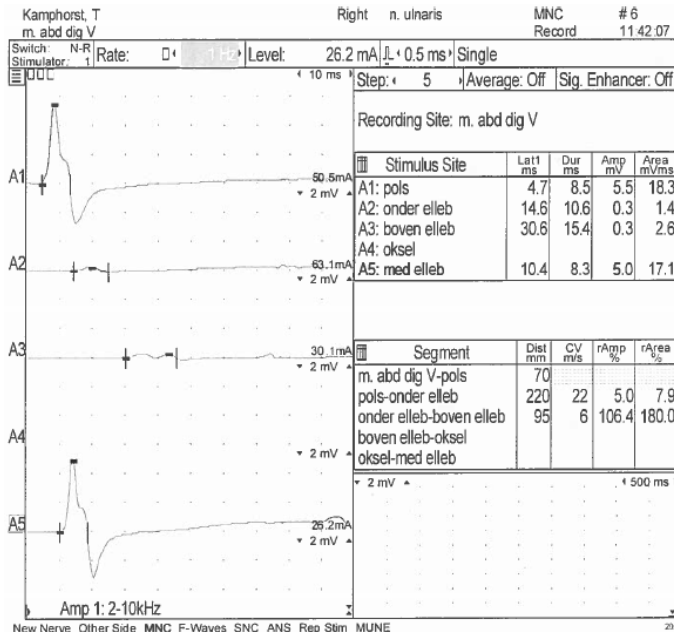 Kamphorst, T Right n. ulnaris MNC # 6
m. abd dig V Record 11:42:07
Switch: N-R Rate: 1 Hz Level: 26.2 mA 0.5 ms Single
Stimulator: 1
10 ms Step: 5 Average: Off Sig. Enhancer: Off
Recording Site: m. abd dig V
Stimulus Site Lat1 ms Dur ms Amp mV Area mVms
A1: pols 4.7 8.5 5.5 18.3
A2: onder elleb 14.6 10.6 0.3 1.4
A3: boven elleb 30.6 15.4 0.3 2.6
A4: oksel
A5: med elleb 10.4 8.3 5.0 17.1
A1 50.5mA
2 mV
A2 63.1mA
2 mV
A3 30.1mA
2 mV
A4
2 mV
A5 26.2mA
2 mV
Segment Dist mm CV m/s rAmp % rArea %
m. abd dig V-pols 70
pols-onder elleb 220 22 5.0 7.9
onder elleb-boven elleb 95 6 106.4 180.0
boven elleb-oksel
oksel-med elleb
2 mV 500 ms
Amp 1: 2-10kHz
New Nerve Other Side MNC F-Waves SNC ANS Rep Stim MUNE